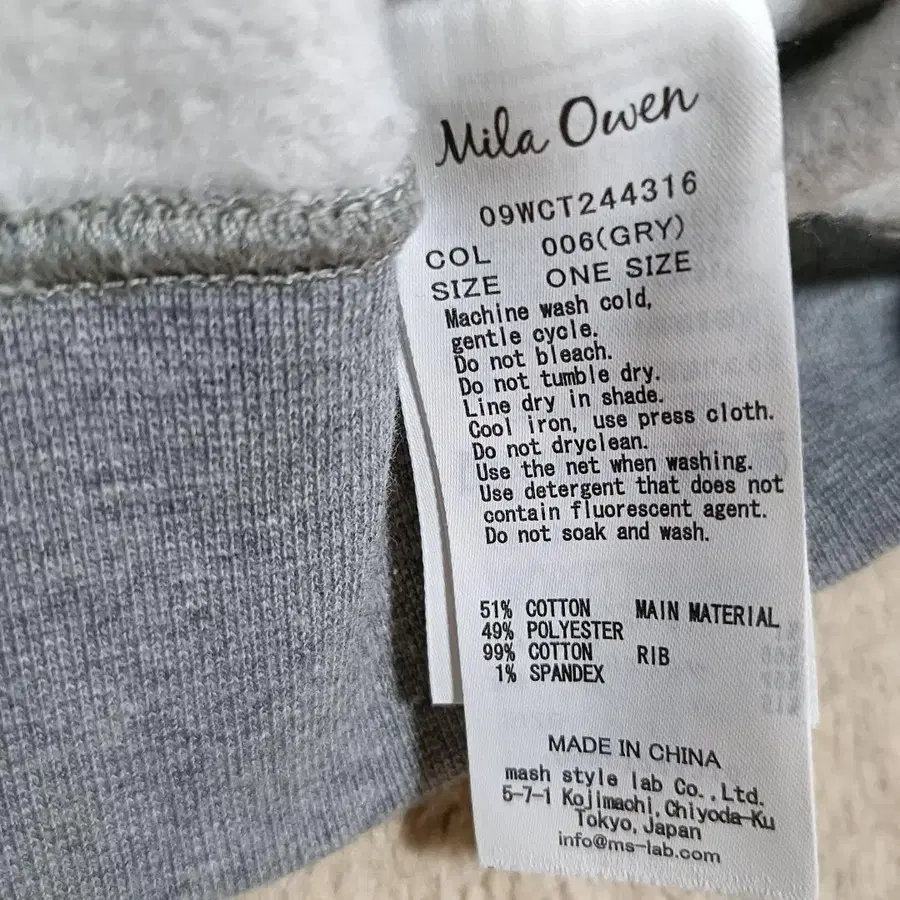 Mila Owen
09WCT244316
COL 006(GRY)
SIZE ONE SIZE
Machine wash cold,
gentle cycle.
Do not bleach.
Do not tumble dry.
Line dry in shade.
Cool iron, use press cloth.
Do not dryclean.
Use the net when washing.
Use detergent that does not
contain fluorescent agent.
Do not soak and wash.
51% COTTON MAIN MATERIAL
49% POLYESTER
99% COTTON RIB
1% SPANDEX
MADE IN CHINA
mash style lab Co.,Ltd.
5-7-1 Kojimachi,Chiyoda-Ku
Tokyo,Japan
info@ms-lab.com